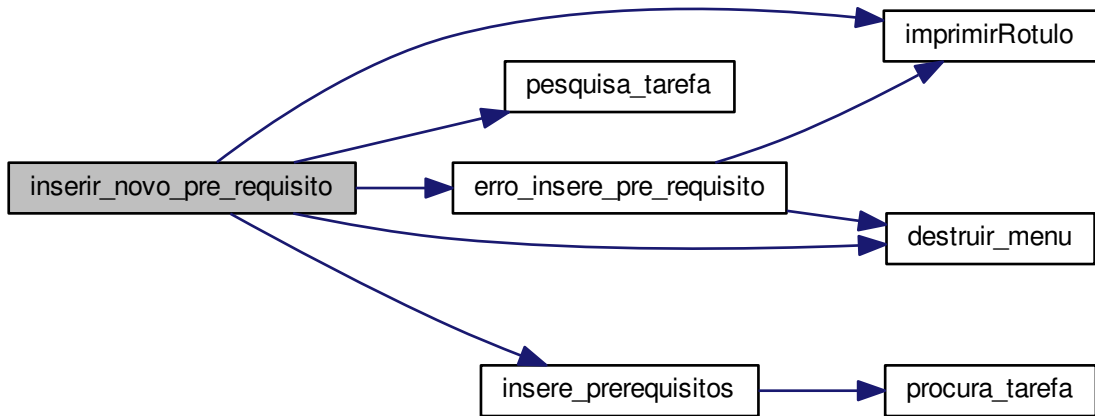 imprimirRotulo
pesquisa_tarefa
inserir_novo_pre_requisito
erro_insere_pre_requisito
destruir_menu
insere_prerequisitos
procura_tarefa